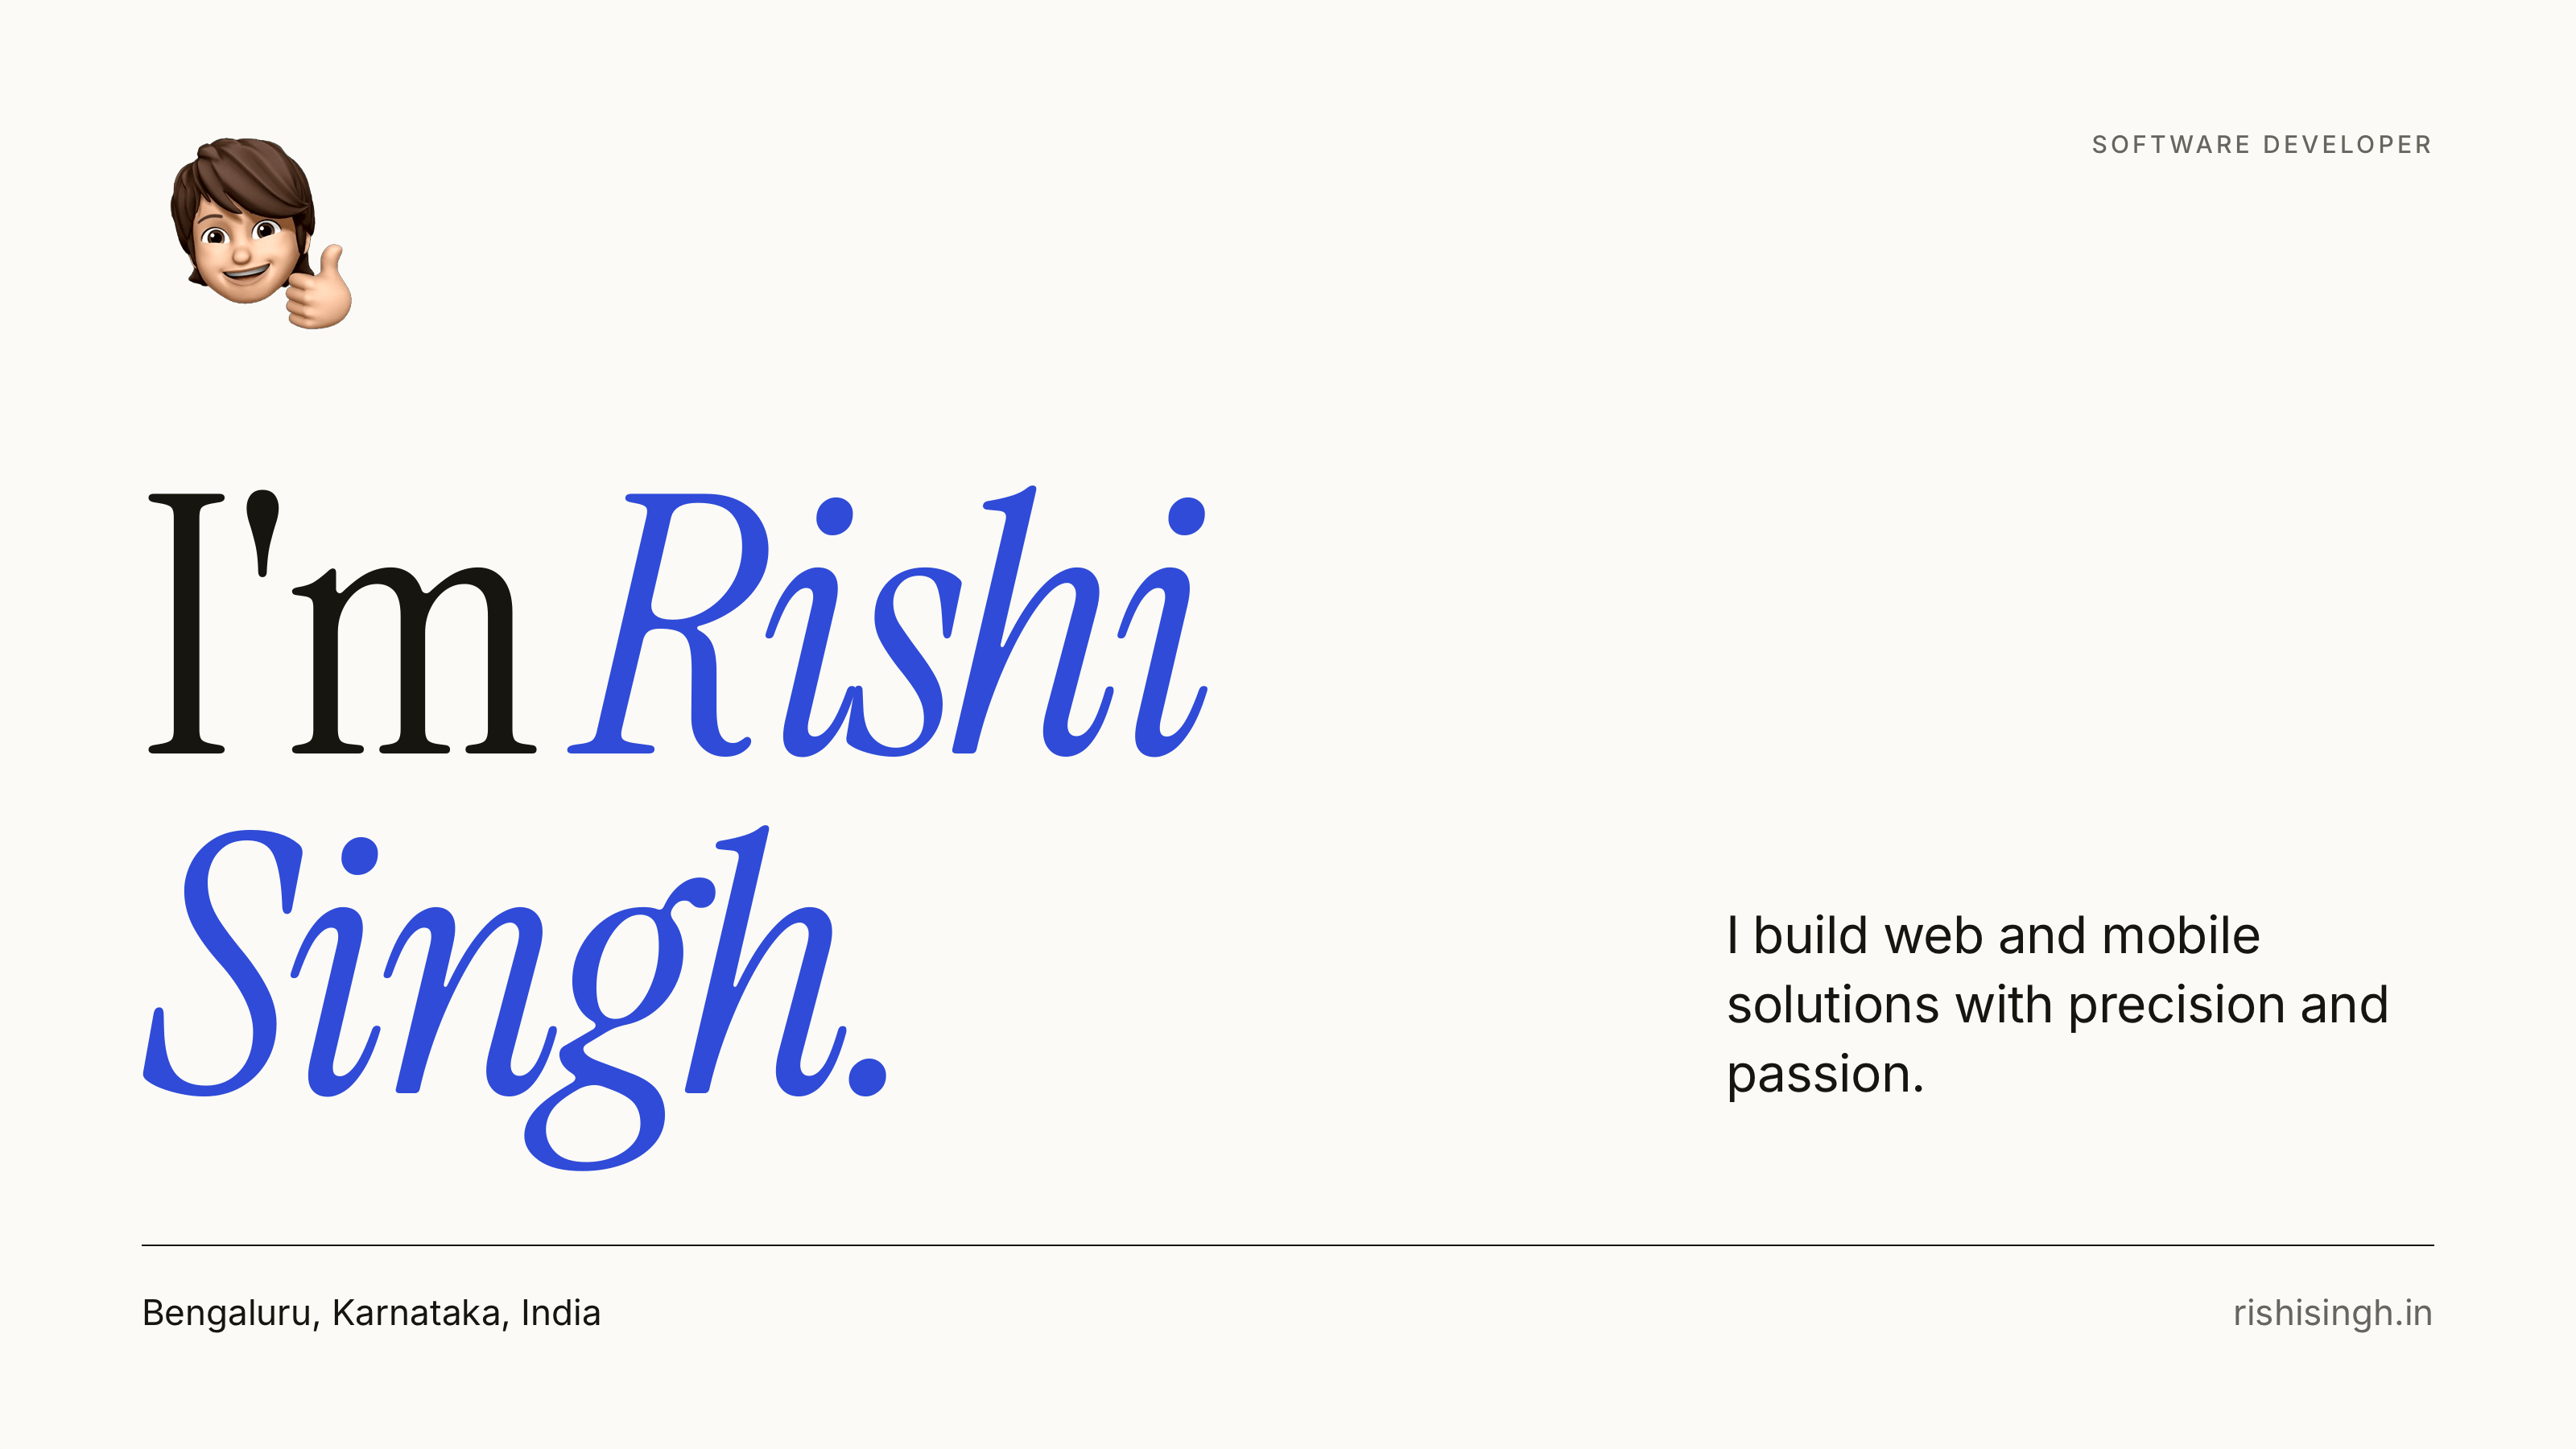 SOFTWARE DEVELOPER
I'm Rishi
Singh.
I build web and mobile
solutions with precision and
passion.
Bengaluru, Karnataka, India
rishisingh.in